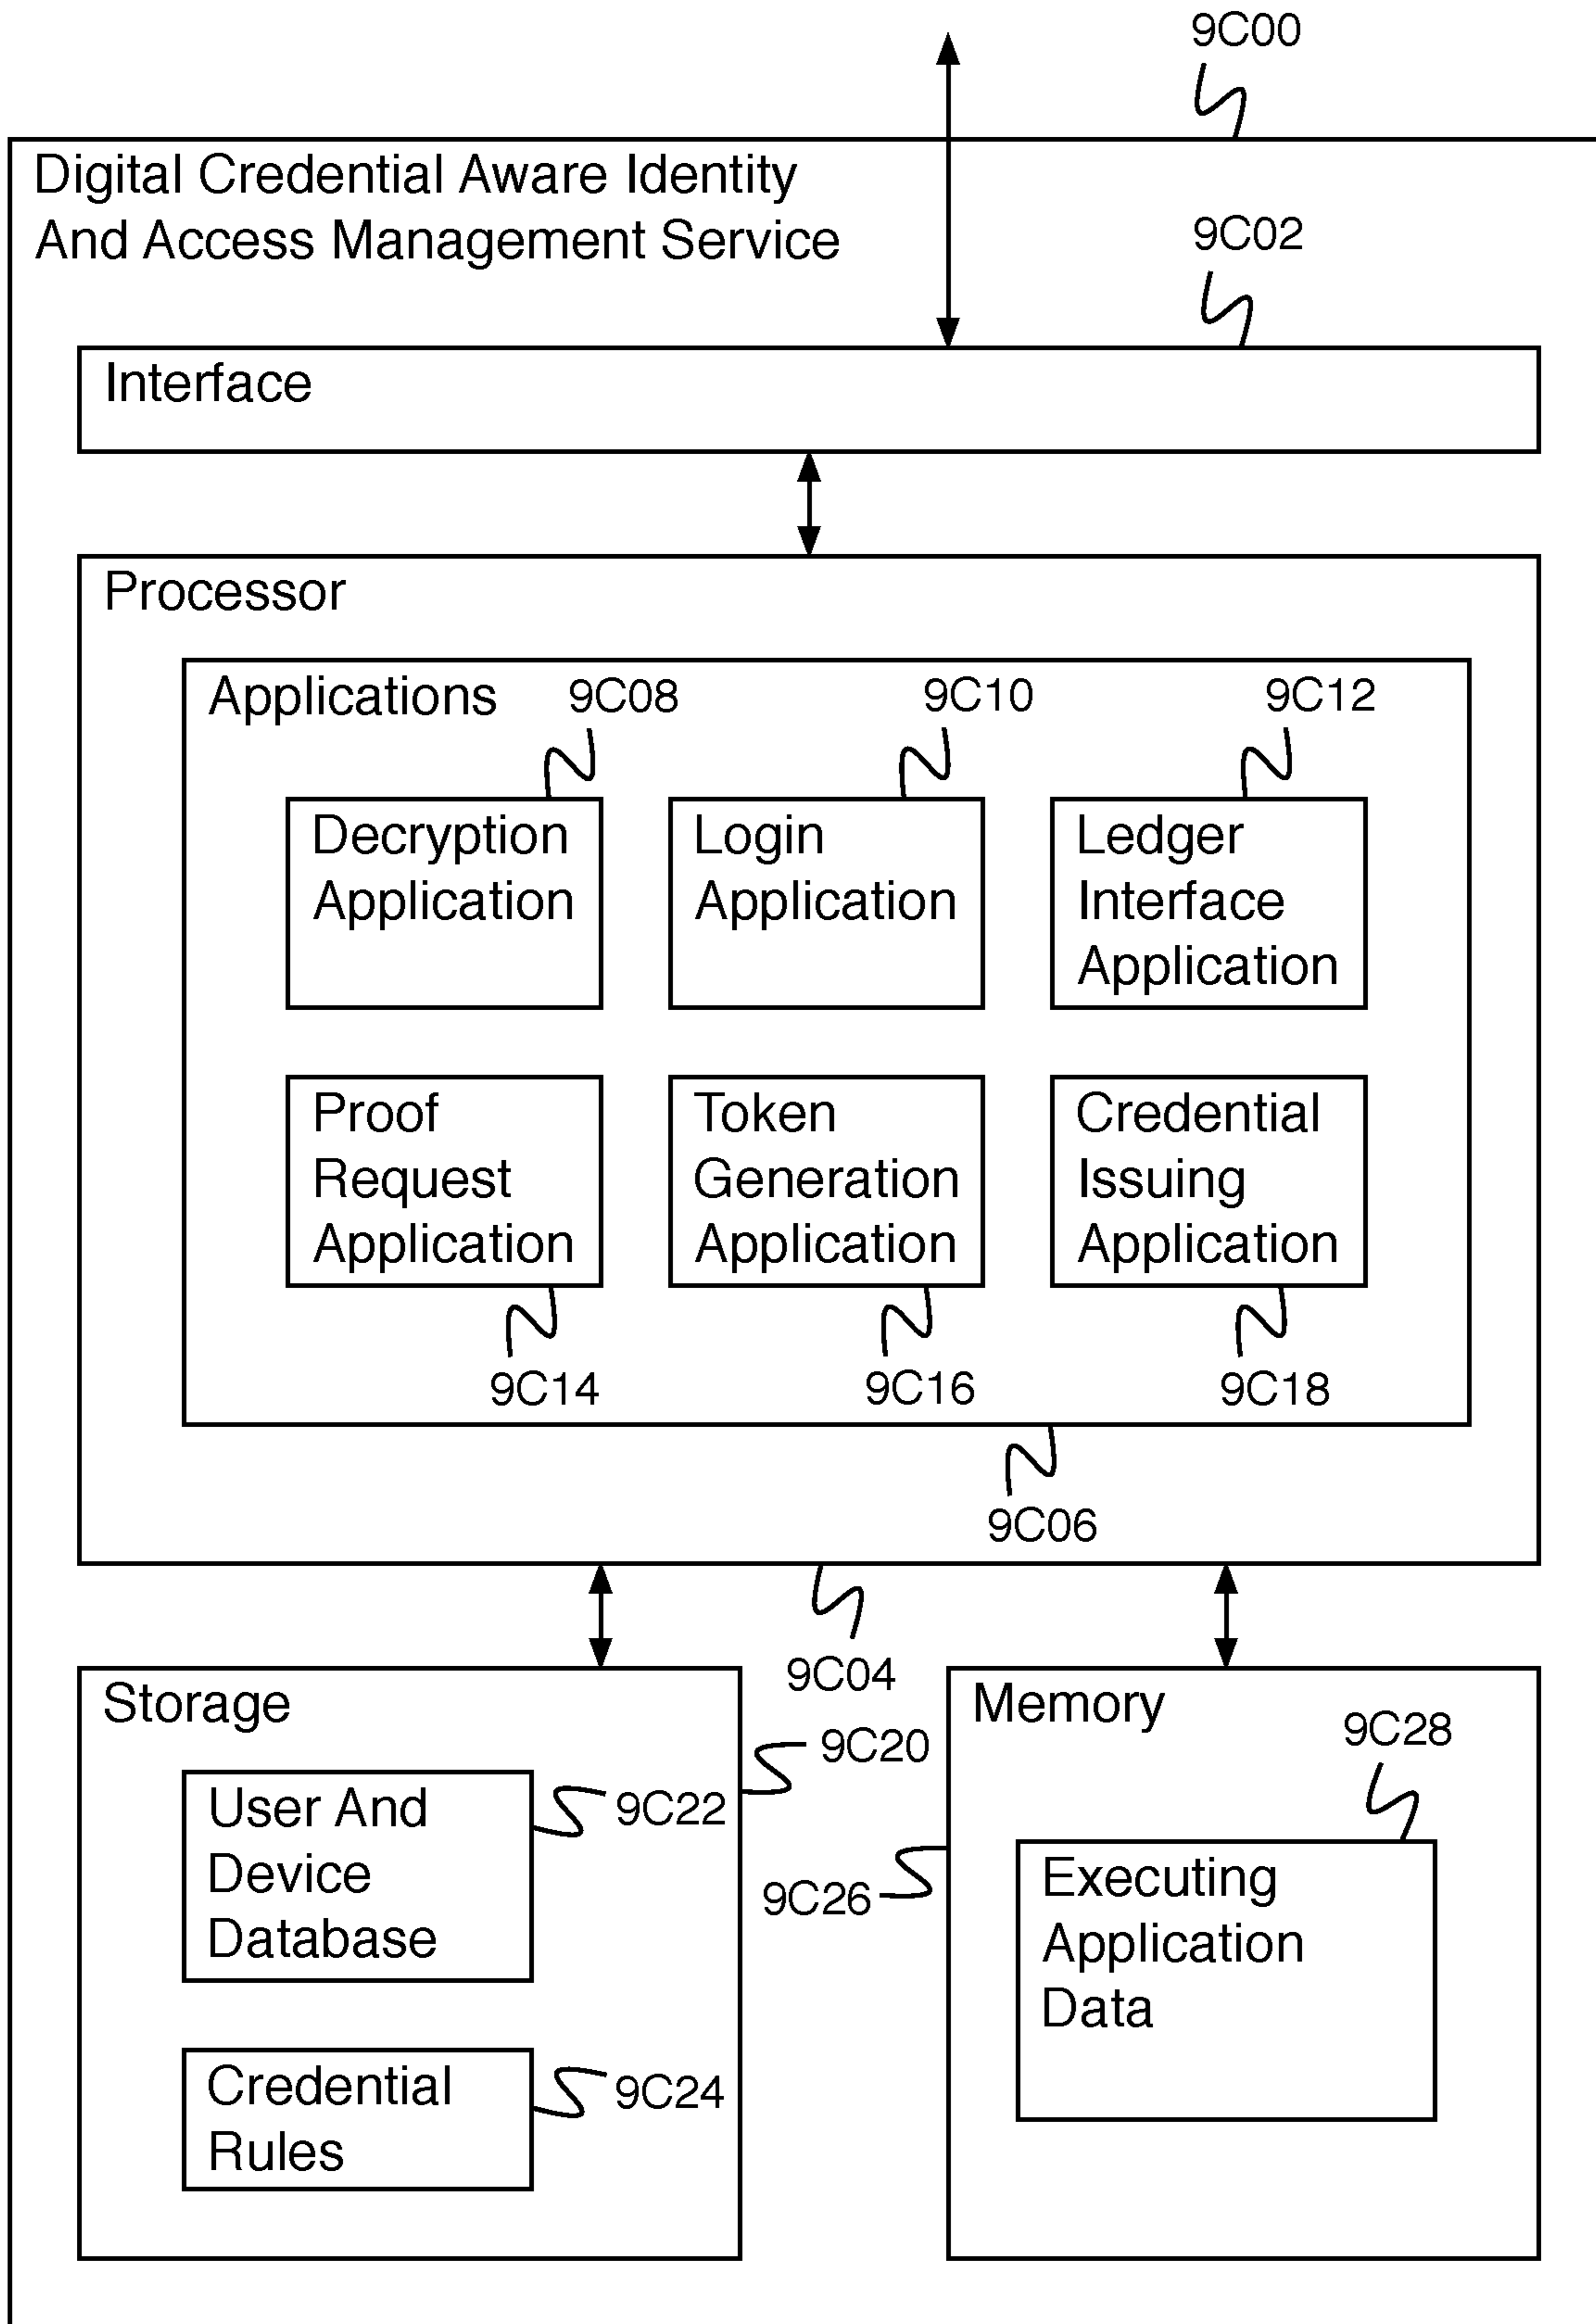 9C00
Digital Credential Aware Identity
And Access Management Service
9C02
Interface
Processor
Applications
9C08
9C10
9C12
Decryption
Application
Login
Application
Ledger
Interface
Application
Proof
Request
Application
Token
Generation
Application
Credential
Issuing
Application
9C14
9C16
9C18
9C06
9C04
Storage
9C20
User And
Device
Database
9C22
Credential
Rules
9C24
Memory
9C28
9C26
Executing
Application
Data